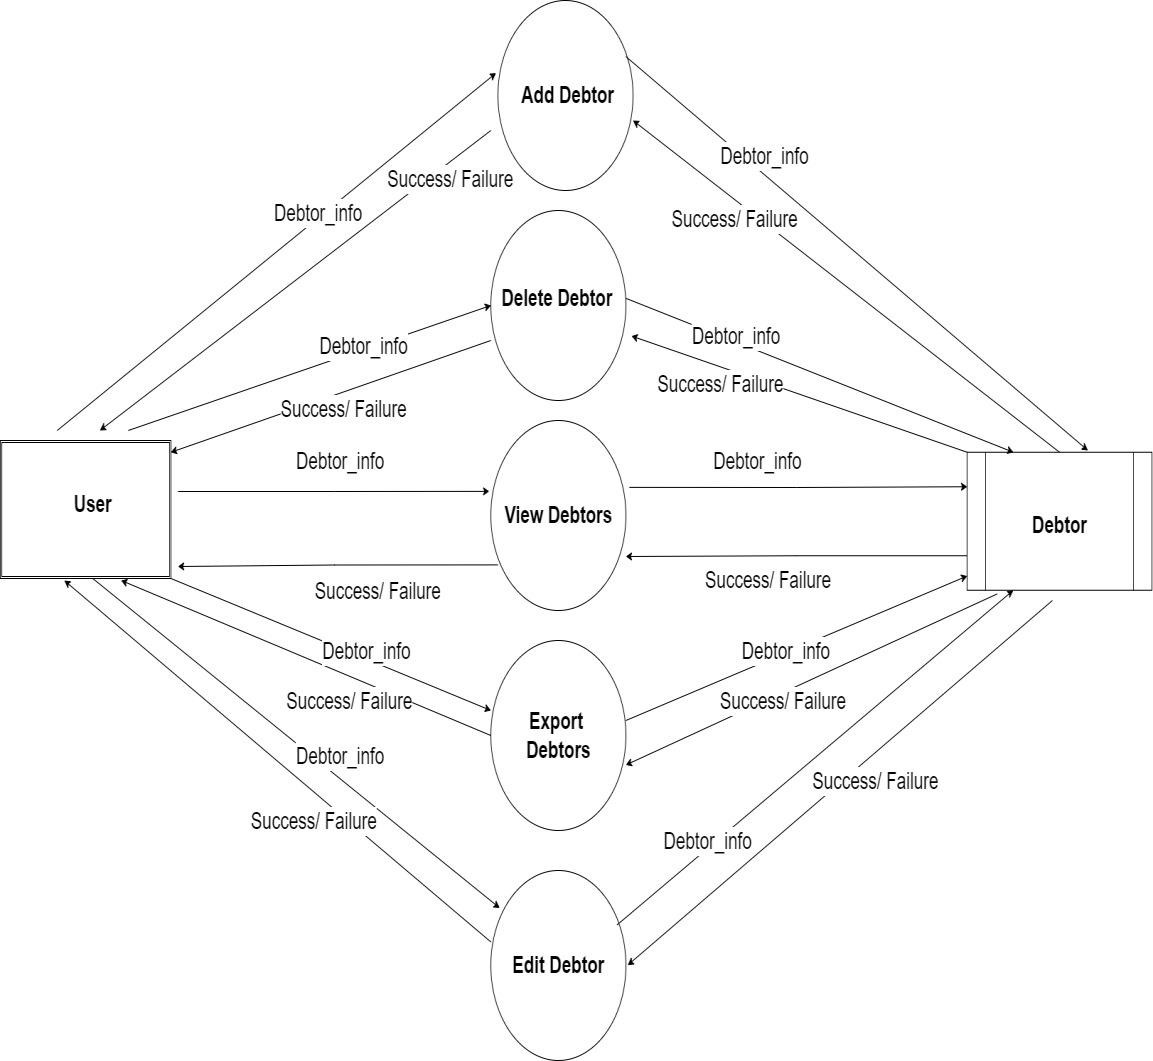 Add Debtor
Debtor_info
Success/ Failure
Debtor_info
Success/ Failure
Delete Debtor
Debtor_info
Debtor_info
Success/ Failure
Success/ Failure
Debtor_info
Debtor_info
User
View Debtors
Debtor
Success/ Failure
Success/ Failure
Debtor_info
Debtor_info
Success/ Failure
Success/ Failure
Export
Debtors
Debtor_info
Success/ Failure
Success/ Failure
Debtor_info
Edit Debtor